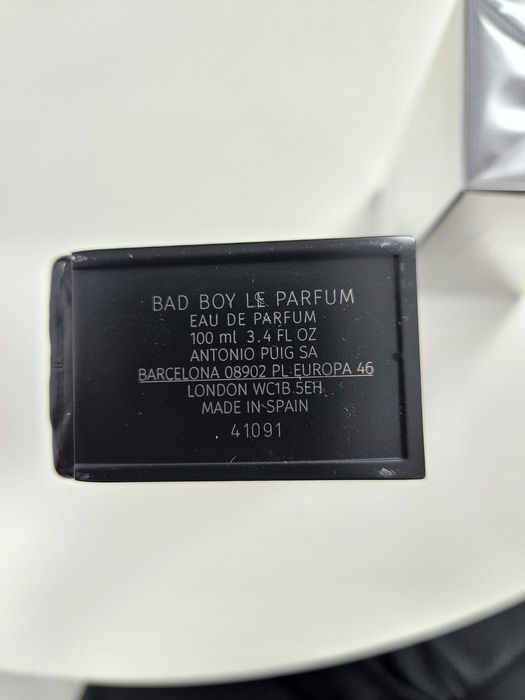 BAD BOY LE PARFUM
EAU DE PARFUM
100 ml 3.4 FL OZ
ANTONIO PUIG SA
BARCELONA 08902 PL.EUROPA 46
LONDON WC1B 5EH
MADE IN SPAIN
41091